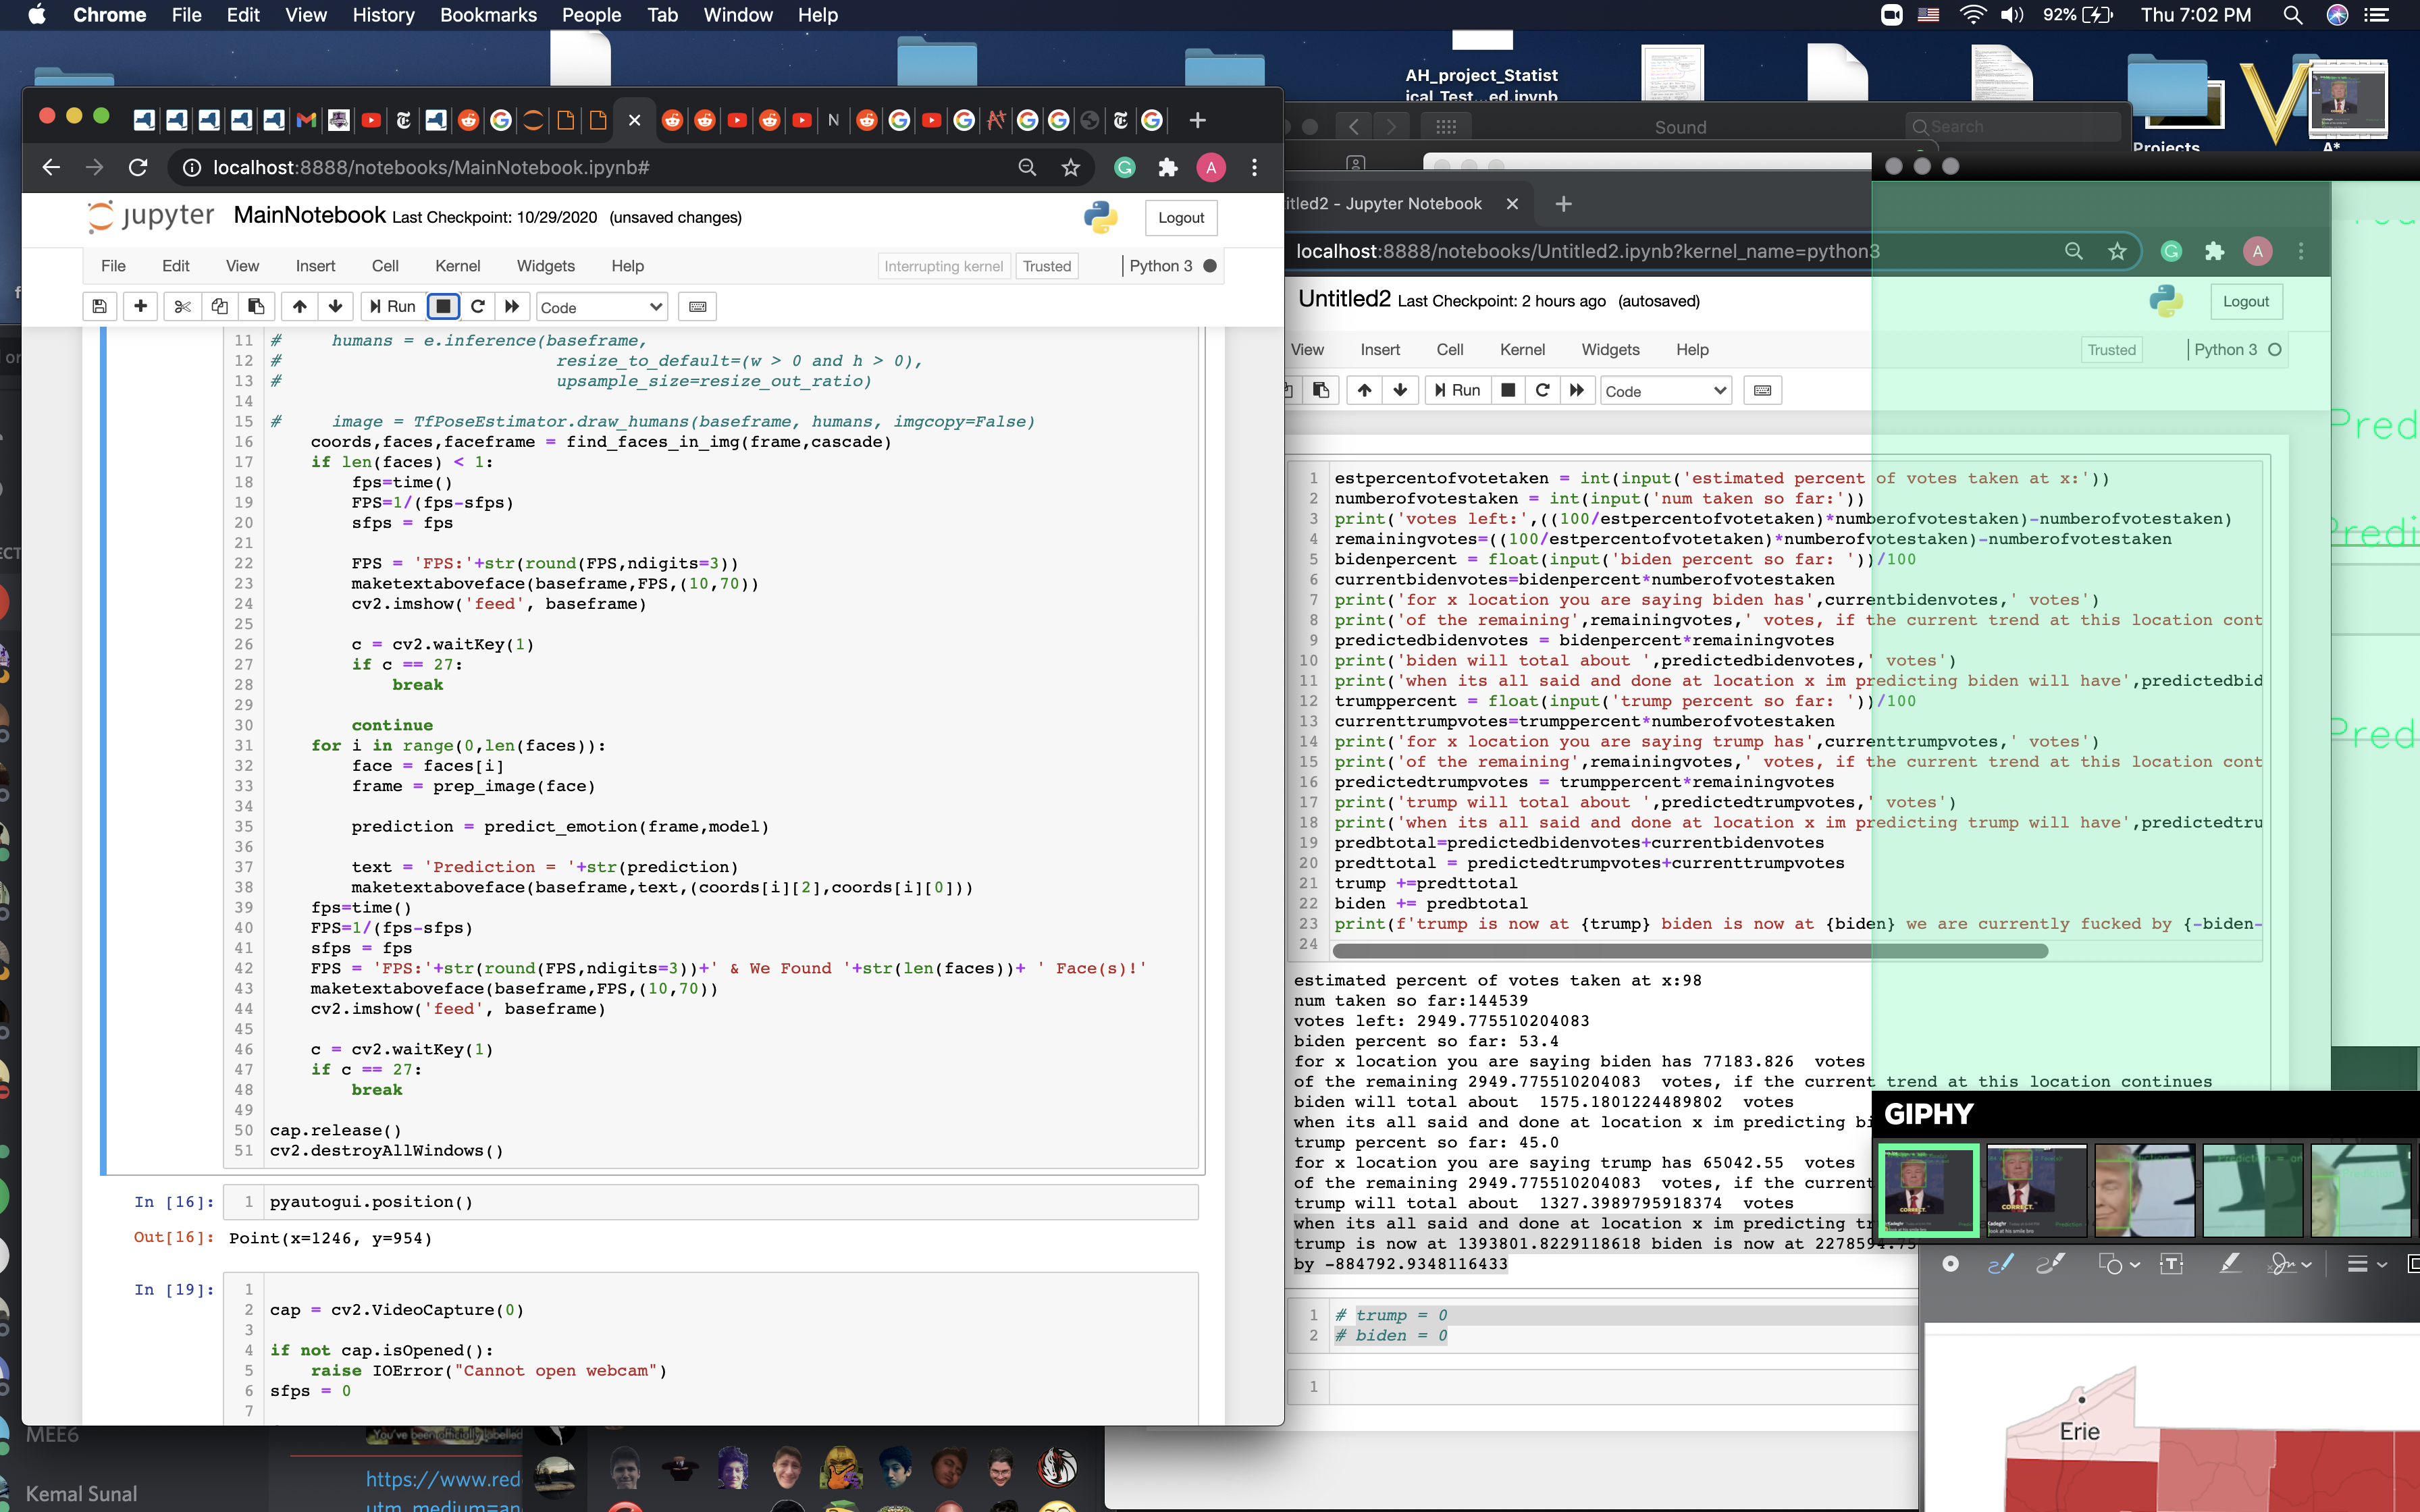 Chrome File Edit View History Bookmarks People Tab Window Help
92% Thu 7:02 PM
AH_project_Statist
ical_Test...ed.ipynb
Projects
A*
Sound
Search
localhost:8888/notebooks/MainNotebook.ipynb#
A
jupyter MainNotebook Last Checkpoint: 10/29/2020 (unsaved changes)
Logout
File Edit View Insert Cell Kernel Widgets Help
Interrupting kernel Trusted Python 3
Run Code
11 # humans = e.inference(baseframe,
12 # resize_to_default=(w > 0 and h > 0),
13 # upsample_size=resize_out_ratio)
14
15 # image = TfPoseEstimator.draw_humans(baseframe, humans, imgcopy=False)
16 coords,faces,faceframe = find_faces_in_img(frame,cascade)
17 if len(faces) < 1:
18 fps=time()
19 FPS=1/(fps-sfps)
20 sfps = fps
21
22 FPS = 'FPS:'+str(round(FPS,ndigits=3))
23 maketextaboveface(baseframe,FPS,(10,70))
24 cv2.imshow('feed', baseframe)
25
26 c = cv2.waitKey(1)
27 if c == 27:
28 break
29
30 continue
31 for i in range(0,len(faces)):
32 face = faces[i]
33 frame = prep_image(face)
34
35 prediction = predict_emotion(frame,model)
36
37 text = 'Prediction = '+str(prediction)
38 maketextaboveface(baseframe,text,(coords[i][2],coords[i][0]))
39 fps=time()
40 FPS=1/(fps-sfps)
41 sfps = fps
42 FPS = 'FPS:'+str(round(FPS,ndigits=3))+' & We Found '+str(len(faces))+ ' Face(s)!'
43 maketextaboveface(baseframe,FPS,(10,70))
44 cv2.imshow('feed', baseframe)
45
46 c = cv2.waitKey(1)
47 if c == 27:
48 break
49
50 cap.release()
51 cv2.destroyAllWindows()
In [16]: 1 pyautogui.position()
Out[16]: Point(x=1246, y=954)
In [19]: 1
2 cap = cv2.VideoCapture(0)
3
4 if not cap.isOpened():
5 raise IOError("Cannot open webcam")
6 sfps = 0
7
itled2 - Jupyter Notebook
localhost:8888/notebooks/Untitled2.ipynb?kernel_name=python3
A
Untitled2 Last Checkpoint: 2 hours ago (autosaved)
Logout
View Insert Cell Kernel Widgets Help
Trusted Python 3
Run Code
1 estpercentofvotetaken = int(input('estimated percent of votes taken at x:'))
2 numberofvotestaken = int(input('num taken so far:'))
3 print('votes left:',((100/estpercentofvotetaken)*numberofvotestaken)-numberofvotestaken)
4 remainingvotes=((100/estpercentofvotetaken)*numberofvotestaken)-numberofvotestaken
5 bidenpercent = float(input('biden percent so far: '))/100
6 currentbidenvotes=bidenpercent*numberofvotestaken
7 print('for x location you are saying biden has',currentbidenvotes,' votes')
8 print('of the remaining',remainingvotes,' votes, if the current trend at this location cont
9 predictedbidenvotes = bidenpercent*remainingvotes
10 print('biden will total about ',predictedbidenvotes,' votes')
11 print('when its all said and done at location x im predicting biden will have',predictedbid
12 trumppercent = float(input('trump percent so far: '))/100
13 currenttrumpvotes=trumppercent*numberofvotestaken
14 print('for x location you are saying trump has',currenttrumpvotes,' votes')
15 print('of the remaining',remainingvotes,' votes, if the current trend at this location cont
16 predictedtrumpvotes = trumppercent*remainingvotes
17 print('trump will total about ',predictedtrumpvotes,' votes')
18 print('when its all said and done at location x im predicting trump will have',predictedtru
19 predbtotal=predictedbidenvotes+currentbidenvotes
20 predttotal = predictedtrumpvotes+currenttrumpvotes
21 trump +=predttotal
22 biden += predbtotal
23 print(f'trump is now at {trump} biden is now at {biden} we are currently fucked by {-biden-
24
estimated percent of votes taken at x:98
num taken so far:144539
votes left: 2949.775510204083
biden percent so far: 53.4
for x location you are saying biden has 77183.826 votes
of the remaining 2949.775510204083 votes, if the current trend at this location continues
biden will total about 1575.1801224489802 votes
when its all said and done at location x im predicting bi
trump percent so far: 45.0
for x location you are saying trump has 65042.55 votes
of the remaining 2949.775510204083 votes, if the current
trump will total about 1327.3989795918374 votes
when its all said and done at location x im predicting tr
trump is now at 1393801.8229118618 biden is now at 2278594.75
by -884792.9348116433
1 # trump = 0
2 # biden = 0
1
Pred
Predi
Pred
GIPHY
CORRECT.
CORRECT.
Erie
MEE6
Kemal Sunal
You've been officially labelled
https://www.red
utm_medium=an